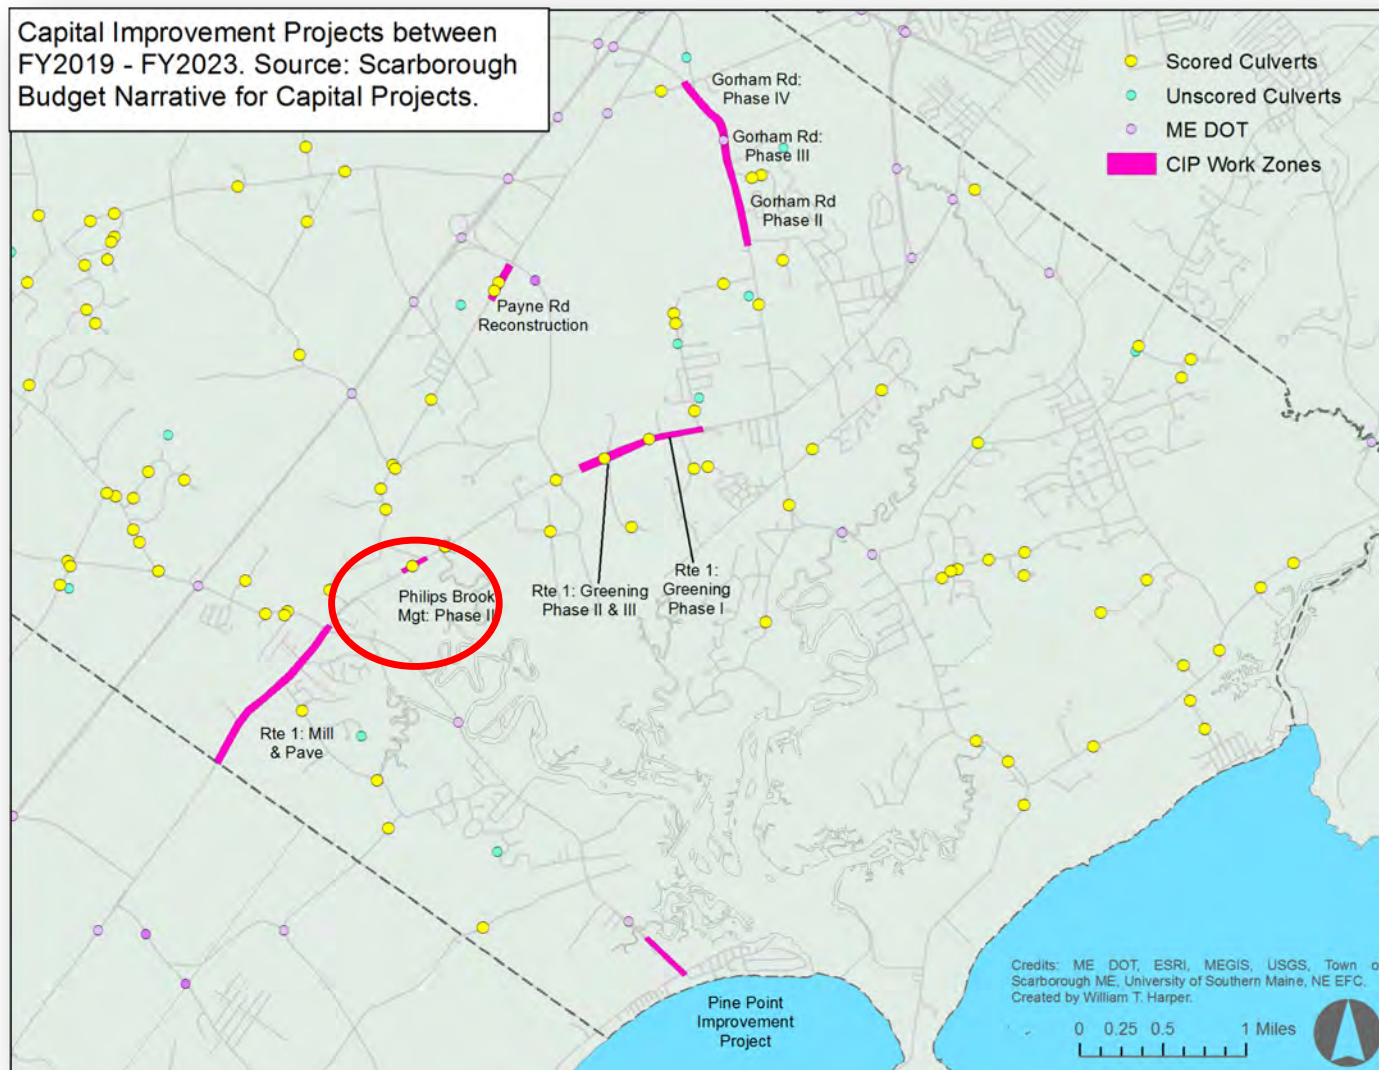 Capital Improvement Projects between
FY2019 - FY2023. Source: Scarborough
Budget Narrative for Capital Projects.
Scored Culverts
Unscored Culverts
ME DOT
CIP Work Zones
Gorham Rd:
Phase IV
Gorham Rd:
Phase III
Gorham Rd
Phase II
Payne Rd
Reconstruction
Rte 1: Greening
Phase II & III
Rte 1:
Greening
Phase I
Philips Brook
Mgt: Phase II
Rte 1: Mill
& Pave
Pine Point
Improvement
Project
Credits: ME DOT, ESRI, MEGIS, USGS, Town o
Scarborough ME, University of Southern Maine, NE EFC.
Created by William T. Harper.
0 0.25 0.5 1 Miles